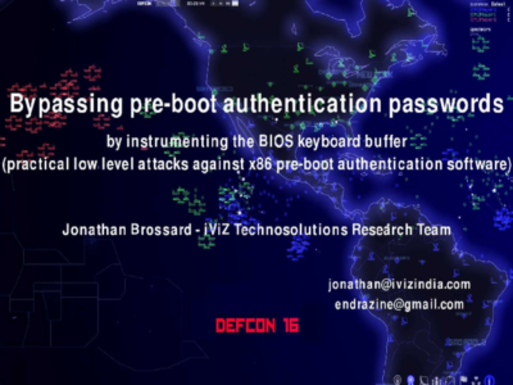 Bypassing pre-boot authentication passwords
by instrumenting the BIOS keyboard buffer
(practical low level attacks against x86 pre-boot authentication software)
Jonathan Brossard - iViZ Technosolutions Research Team
jonathan@ivizindia.com
endrazine@gmail.com
DEFCON 16